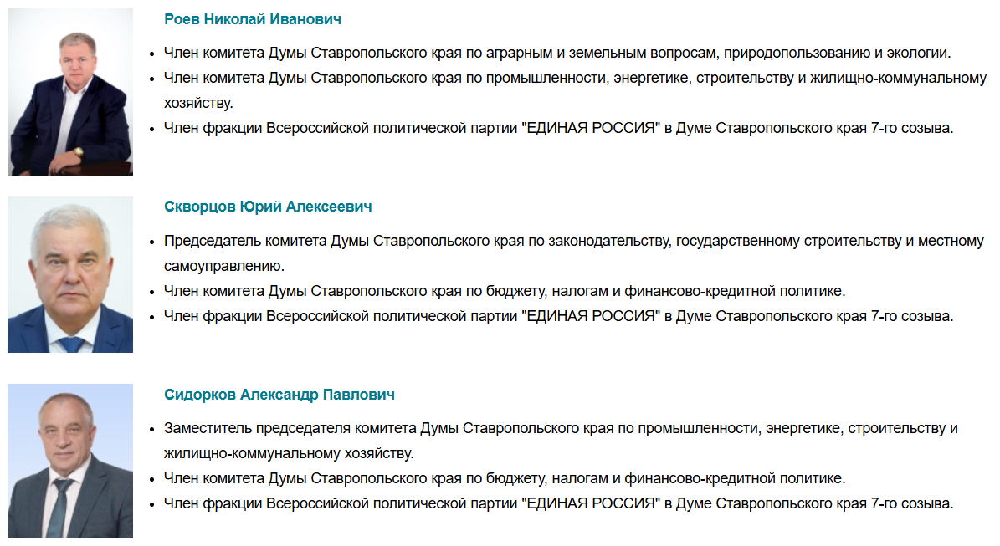 Роев Николай Иванович
• Член комитета Думы Ставропольского края по аграрным и земельным вопросам, природопользованию и экологии.
• Член комитета Думы Ставропольского края по промышленности, энергетике, строительству и жилищно-коммунальному
хозяйству.
• Член фракции Всероссийской политической партии "ЕДИНАЯ РОССИЯ" в Думе Ставропольского края 7-го созыва.
Скворцов Юрий Алексеевич
• Председатель комитета Думы Ставропольского края по законодательству, государственному строительству и местному
самоуправлению.
• Член комитета Думы Ставропольского края по бюджету, налогам и финансово-кредитной политике.
• Член фракции Всероссийской политической партии "ЕДИНАЯ РОССИЯ" в Думе Ставропольского края 7-го созыва.
Сидорков Александр Павлович
• Заместитель председателя комитета Думы Ставропольского края по промышленности, энергетике, строительству и
жилищно-коммунальному хозяйству.
• Член комитета Думы Ставропольского края по бюджету, налогам и финансово-кредитной политике.
• Член фракции Всероссийской политической партии "ЕДИНАЯ РОССИЯ" в Думе Ставропольского края 7-го созыва.